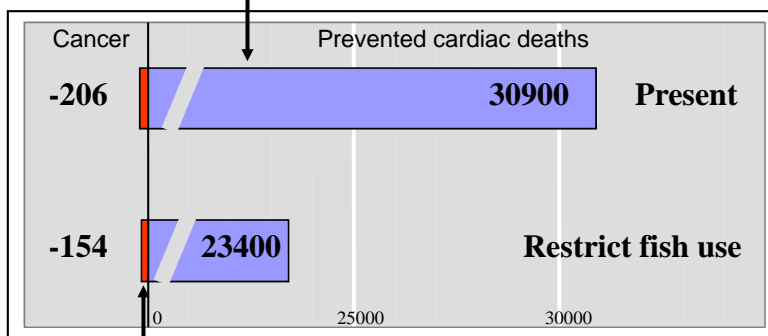 Cancer Prevented cardiac deaths
-206 30900 Present
-154 23400 Restrict fish use
0 25000 30000